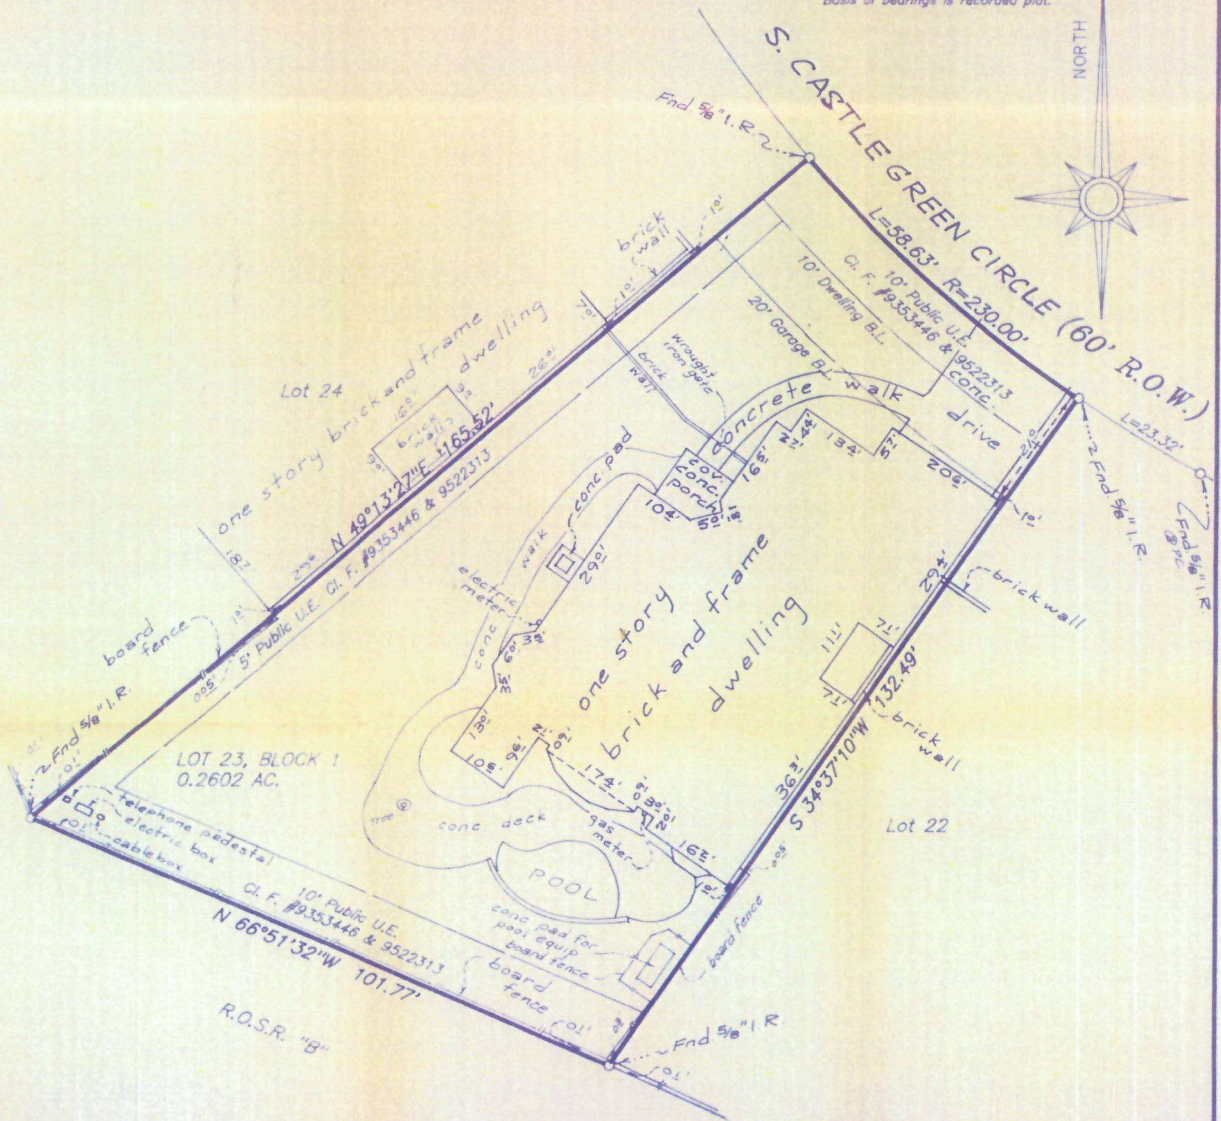 Basis of bearings is recorded plat.
NORTH
S. CASTLE GREEN CIRCLE (60' R.O.W.)
Fnd 5/8" I.R.
L=58.63' R=230.00'
10' Public U.E.
Cl. F. #9353446 & 9522313
10' Dwelling B.L.
20' Garage B.L.
brick
wall
Lot 24
one story brick and frame
dwelling
brick
walls
N 49°13'27"E 165.52'
5' Public U.E. Cl. F. #9353446 & 9522313
wrought
iron gate
brick
wall
concrete walk
conc.
drive
cov.
conc.
porch
L=23.32'
Fnd 5/8" I.R.
Fnd 5/8" I.R.
@ PC
conc pad
walk
conc
electric
meter
one story
brick and frame
dwelling
brick wall
brick
wall
S 34°37'10"W 132.49'
Lot 22
board
fence
Fnd 5/8" I.R.
LOT 23, BLOCK 1
0.2602 AC.
telephone pedestal
electric box
cable box
tree
conc deck
gas
meter
POOL
conc pad for
pool equip
board fence
board fence
10' Public U.E.
Cl. F. #9353446 & 9522313
N 66°51'32"W 101.77'
board
fence
R.O.S.R. "B"
Fnd 5/8" I.R